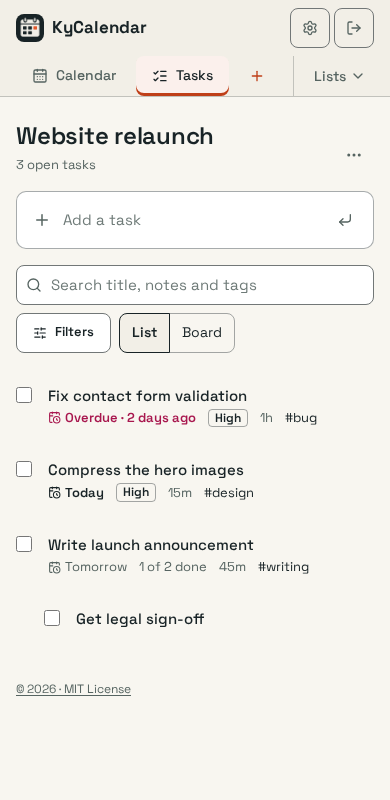 KyCalendar
Calendar
Tasks
Lists
Website relaunch
3 open tasks
Add a task
Search title, notes and tags
Filters
List
Board
Fix contact form validation
Overdue · 2 days ago High 1h #bug
Compress the hero images
Today High 15m #design
Write launch announcement
Tomorrow 1 of 2 done 45m #writing
Get legal sign-off
© 2026 · MIT License